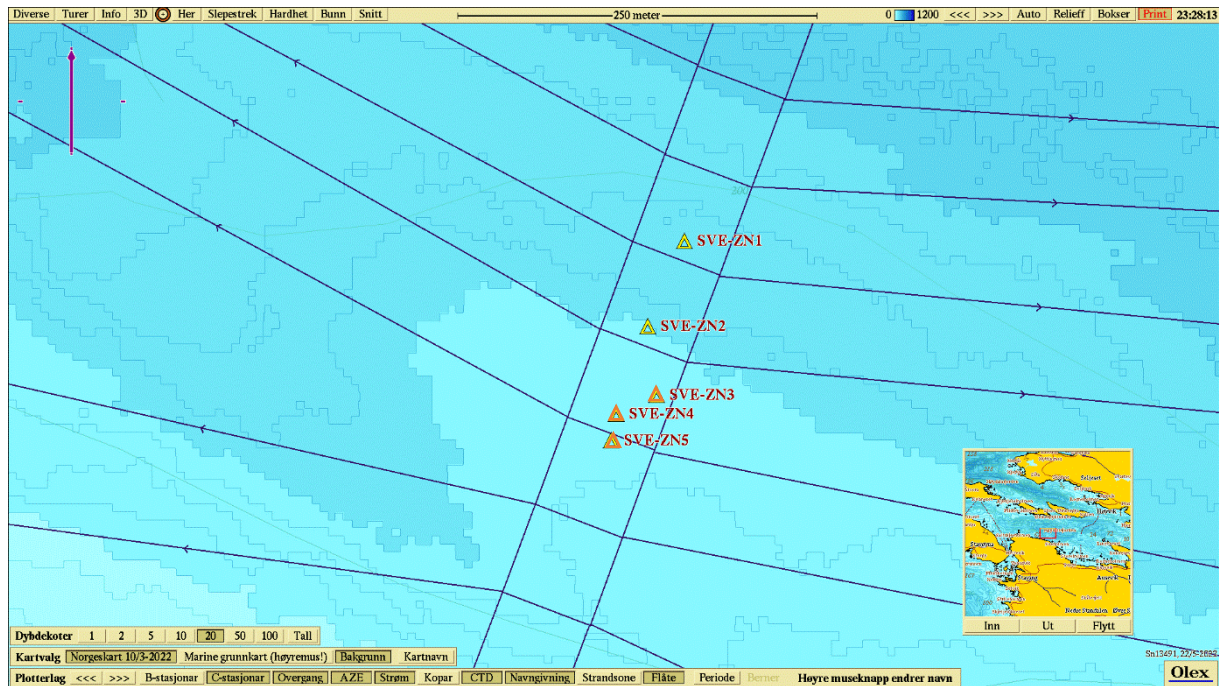 Diverse Turer Info 3D Her Slepestrek Hardhet Bunn Snitt 250 meter 0 1200 <<< >>> Auto Relieff Bokser Print 23:28:13
200
SVE-ZN1
SVE-ZN2
SVE-ZN3
SVE-ZN4
SVE-ZN5
Inn Ut Flytt
Dybdekoter 1 2 5 10 20 50 100 Tall
Kartvalg Norgeskart 10/3-2022 Marine grunnkart (høyremus!) Bakgrunn Kartnavn
Plotterlag <<< >>> B-stasjonar C-stasjonar Overgang AZE Strøm Kopar CTD Navngivning Strandsone Flåte Periode Berner Høyre museknapp endrer navn
Olex